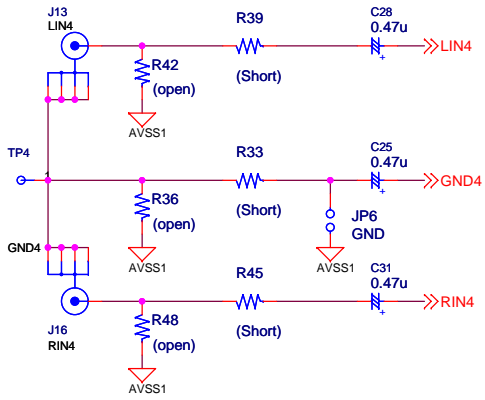 J13
LIN4
R39
C28
0.47u
LIN4
R42
(open)
(Short)
AVSS1
TP4
1
R33
C25
0.47u
GND4
R36
(open)
(Short)
JP6
GND
GND4
AVSS1
AVSS1
R45
C31
0.47u
RIN4
J16
RIN4
R48
(open)
(Short)
AVSS1